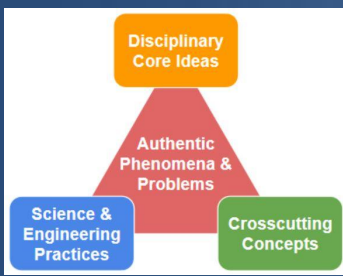 Disciplinary
Core Ideas
Authentic
Phenomena &
Problems
Science &
Engineering
Practices
Crosscutting
Concepts